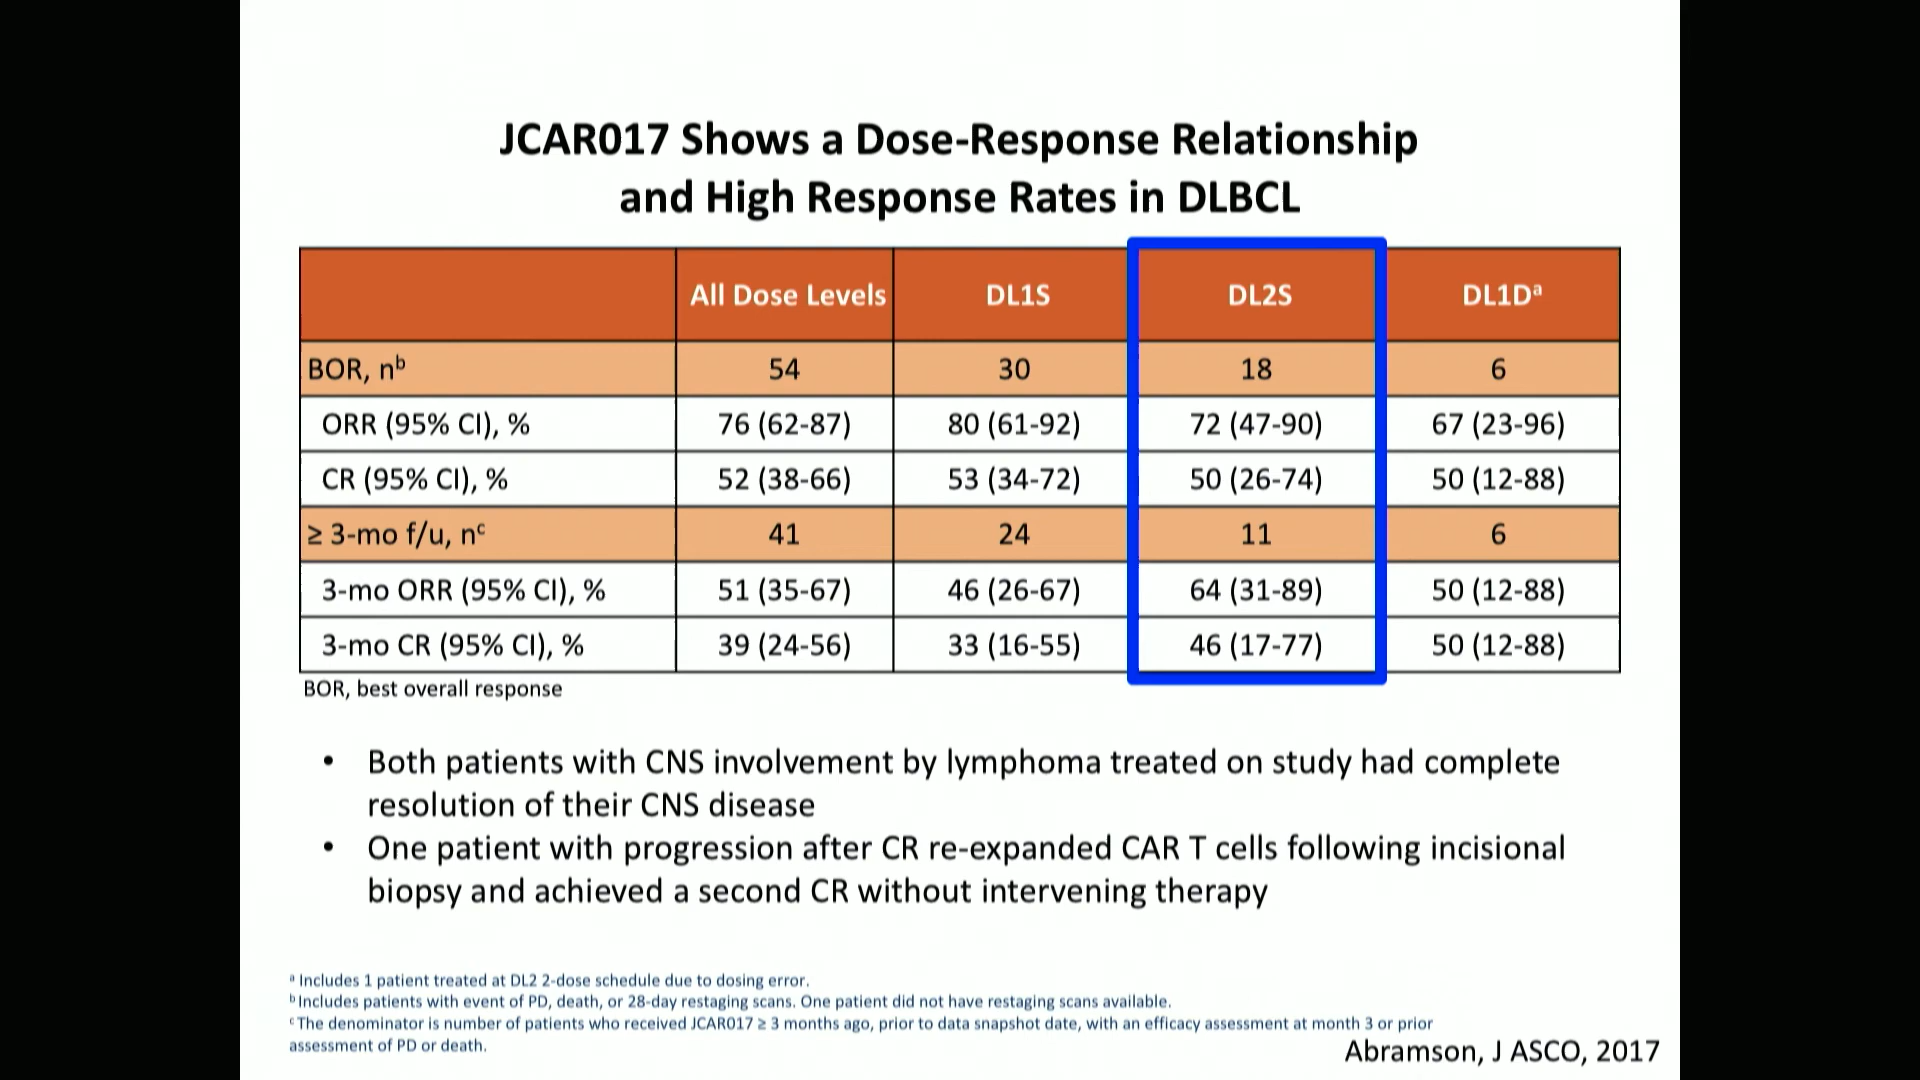 JCAR017 Shows a Dose-Response Relationship
and High Response Rates in DLBCL
All Dose Levels DL1S DL2S DL1Dᵃ
BOR, nᵇ 54 30 18 6
ORR (95% CI), % 76 (62-87) 80 (61-92) 72 (47-90) 67 (23-96)
CR (95% CI), % 52 (38-66) 53 (34-72) 50 (26-74) 50 (12-88)
≥ 3-mo f/u, nᶜ 41 24 11 6
3-mo ORR (95% CI), % 51 (35-67) 46 (26-67) 64 (31-89) 50 (12-88)
3-mo CR (95% CI), % 39 (24-56) 33 (16-55) 46 (17-77) 50 (12-88)
BOR, best overall response
• Both patients with CNS involvement by lymphoma treated on study had complete
resolution of their CNS disease
• One patient with progression after CR re-expanded CAR T cells following incisional
biopsy and achieved a second CR without intervening therapy
ᵃ Includes 1 patient treated at DL2 2-dose schedule due to dosing error.
ᵇ Includes patients with event of PD, death, or 28-day restaging scans. One patient did not have restaging scans available.
ᶜ The denominator is number of patients who received JCAR017 ≥ 3 months ago, prior to data snapshot date, with an efficacy assessment at month 3 or prior
assessment of PD or death.
Abramson, J ASCO, 2017